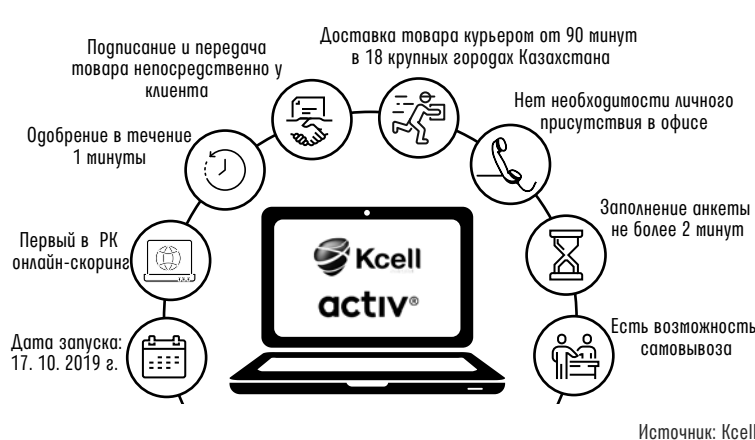 Доставка товара курьером от 90 минут
в 18 крупных городах Казахстана
Подписание и передача
товара непосредственно у
клиента
Нет необходимости личного
присутствия в офисе
Одобрение в течение
1 минуты
Заполнение анкеты
не более 2 минут
Первый в РК
онлайн-скоринг
Kcell
activ®
Дата запуска:
17. 10. 2019 г.
Есть возможность
самовывоза
Источник: Kcell